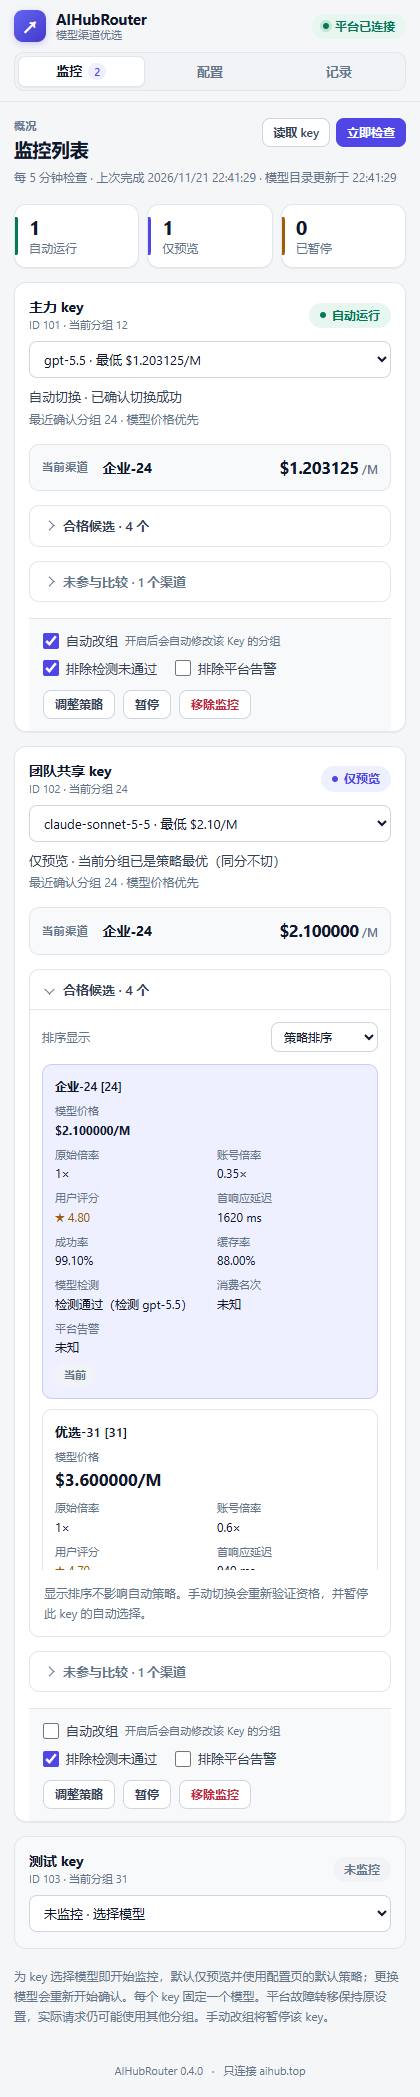 AIHubRouter
模型渠道优选
平台已连接
监控 2
配置
记录
概况
监控列表
读取 key
立即检查
每 5 分钟检查 · 上次完成 2026/11/21 22:41:29 · 模型目录更新于 22:41:29
1
自动运行
1
仅预览
0
已暂停
主力 key
ID 101 · 当前分组 12
自动运行
gpt-5.5 · 最低 $1.203125/M
自动切换 · 已确认切换成功
最近确认分组 24 · 模型价格优先
当前渠道 企业-24 $1.203125 /M
合格候选 · 4 个
未参与比较 · 1 个渠道
自动改组 开启后会自动修改该 Key 的分组
排除检测未通过 排除平台告警
调整策略 暂停 移除监控
团队共享 key
ID 102 · 当前分组 24
仅预览
claude-sonnet-5-5 · 最低 $2.10/M
仅预览 · 当前分组已是策略最优（同分不切）
最近确认分组 24 · 模型价格优先
当前渠道 企业-24 $2.100000 /M
合格候选 · 4 个
排序显示 策略排序
企业-24 [24]
模型价格
$2.100000/M
原始倍率 账号倍率
1× 0.35×
用户评分 首响应延迟
★ 4.80 1620 ms
成功率 缓存率
99.10% 88.00%
模型检测 消费名次
检测通过（检测 gpt-5.5） 未知
平台告警
未知
当前
优选-31 [31]
模型价格
$3.600000/M
原始倍率 账号倍率
1× 0.6×
用户评分 首响应延迟
★ 4.70 940 ms
显示排序不影响自动策略。手动切换会重新验证资格，并暂停
此 key 的自动选择。
未参与比较 · 1 个渠道
自动改组 开启后会自动修改该 Key 的分组
排除检测未通过 排除平台告警
调整策略 暂停 移除监控
测试 key
ID 103 · 当前分组 31
未监控
未监控 · 选择模型
为 key 选择模型即开始监控，默认仅预览并使用配置页的默认策略；更换
模型会重新开始确认。每个 key 固定一个模型。平台故障转移保持原设
置，实际请求仍可能使用其他分组。手动改组将暂停该 key。
AIHubRouter 0.4.0 · 只连接 aihub.top